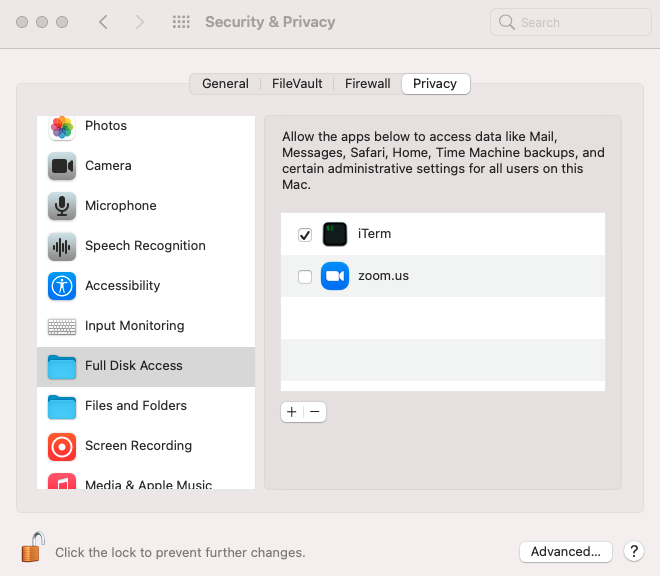 Security & Privacy
Search
General
FileVault
Firewall
Privacy
Photos
Camera
Microphone
Speech Recognition
Accessibility
Input Monitoring
Full Disk Access
Files and Folders
Screen Recording
Media & Apple Music
Allow the apps below to access data like Mail,
Messages, Safari, Home, Time Machine backups, and
certain administrative settings for all users on this
Mac.
iTerm
zoom.us
+
−
Click the lock to prevent further changes.
Advanced...
?